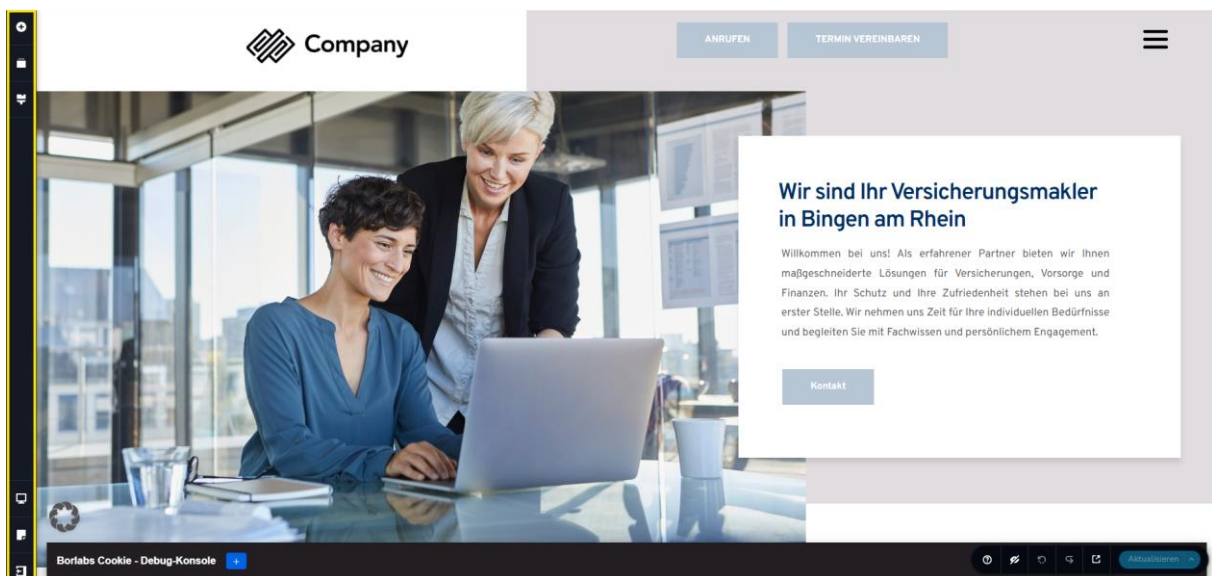 Company
ANRUFEN
TERMIN VEREINBAREN
Wir sind Ihr Versicherungsmakler
in Bingen am Rhein
Willkommen bei uns! Als erfahrener Partner bieten wir Ihnen
maßgeschneiderte Lösungen für Versicherungen, Vorsorge und
Finanzen. Ihr Schutz und Ihre Zufriedenheit stehen bei uns an
erster Stelle. Wir nehmen uns Zeit für Ihre individuellen Bedürfnisse
und begleiten Sie mit Fachwissen und persönlichem Engagement.
Kontakt
Borlabs Cookie - Debug-Konsole
Aktualisieren